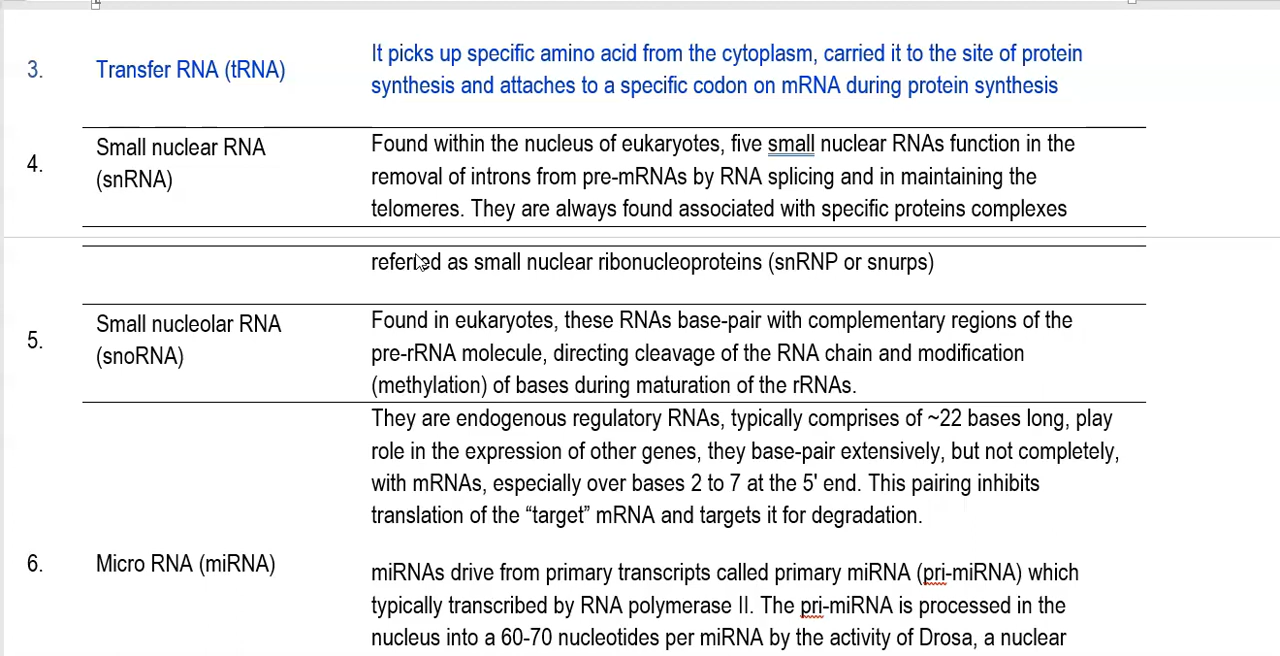 3.
Transfer RNA (tRNA)
It picks up specific amino acid from the cytoplasm, carried it to the site of protein
synthesis and attaches to a specific codon on mRNA during protein synthesis
4.
Small nuclear RNA
(snRNA)
Found within the nucleus of eukaryotes, five small nuclear RNAs function in the
removal of introns from pre-mRNAs by RNA splicing and in maintaining the
telomeres. They are always found associated with specific proteins complexes
referred as small nuclear ribonucleoproteins (snRNP or snurps)
5.
Small nucleolar RNA
(snoRNA)
Found in eukaryotes, these RNAs base-pair with complementary regions of the
pre-rRNA molecule, directing cleavage of the RNA chain and modification
(methylation) of bases during maturation of the rRNAs.
6.
Micro RNA (miRNA)
They are endogenous regulatory RNAs, typically comprises of ~22 bases long, play
role in the expression of other genes, they base-pair extensively, but not completely,
with mRNAs, especially over bases 2 to 7 at the 5' end. This pairing inhibits
translation of the “target” mRNA and targets it for degradation.
miRNAs drive from primary transcripts called primary miRNA (pri-miRNA) which
typically transcribed by RNA polymerase II. The pri-miRNA is processed in the
nucleus into a 60-70 nucleotides per miRNA by the activity of Drosa, a nuclear